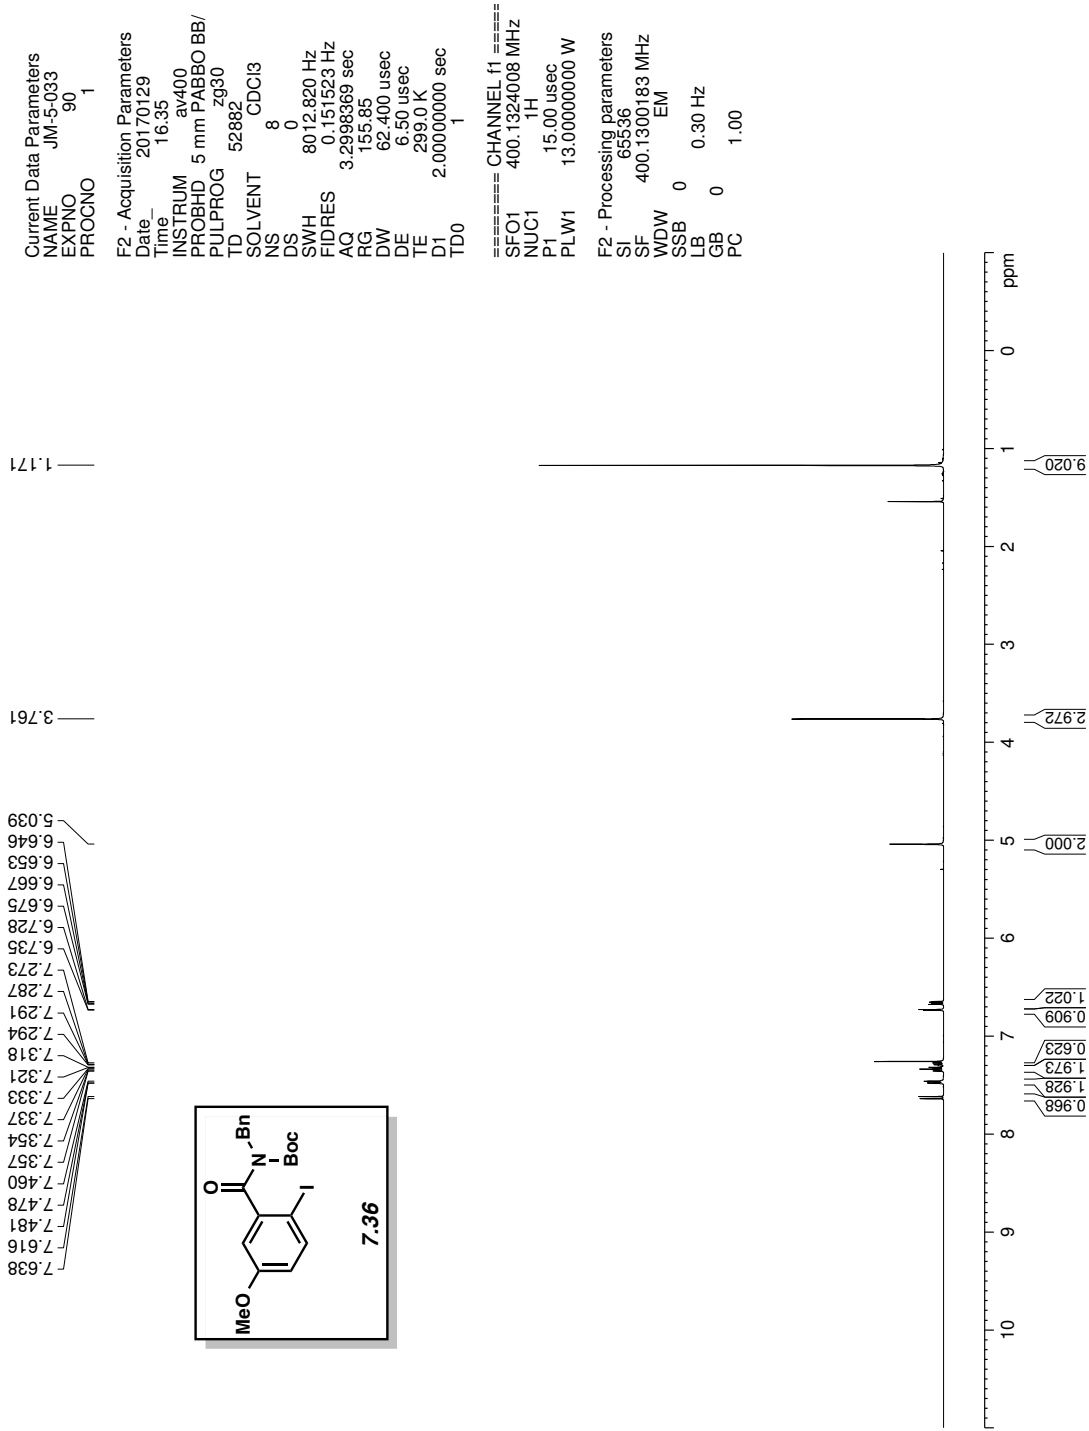 Current Data Parameters
NAME JM-5-033
EXPNO 90
PROCNO 1
F2 - Acquisition Parameters
Date_ 20170129
Time 16.35
INSTRUM av400
PROBHD 5 mm PABBO BB/
PULPROG zg30
TD 52882
SOLVENT CDCl3
NS 8
DS 0
SWH 8012.820 Hz
FIDRES 0.151523 Hz
AQ 3.2998369 sec
RG 155.85
DW 62.400 usec
DE 6.50 usec
TE 299.0 K
D1 2.00000000 sec
TD0 1
======== CHANNEL f1 ========
SFO1 400.1324008 MHz
NUC1 1H
P1 15.00 usec
PLW1 13.00000000 W
F2 - Processing parameters
SI 65536
SF 400.1300183 MHz
WDW EM
SSB 0
LB 0.30 Hz
GB 0
PC 1.00
7.638
7.616
7.481
7.478
7.460
7.357
7.354
7.337
7.333
7.321
7.318
7.294
7.291
7.287
7.273
6.735
6.728
6.675
6.667
6.653
6.646
5.039
3.761
1.171
O
MeO
N
Bn
Boc
I
7.36
10 9 8 7 6 5 4 3 2 1 0 ppm
0.968
1.928
1.973
0.623
0.909
1.022
2.000
2.972
9.020